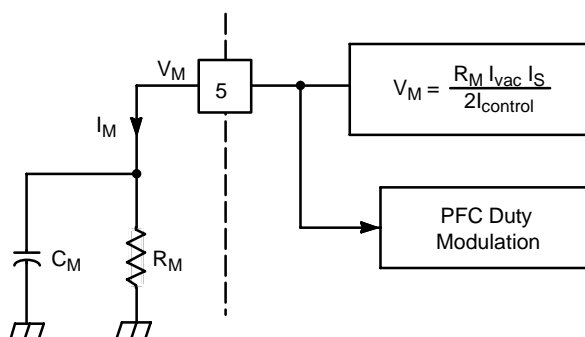 V_M
5
I_M
C_M
R_M
V_M = R_M I_vac I_S / 2I_control
PFC Duty
Modulation